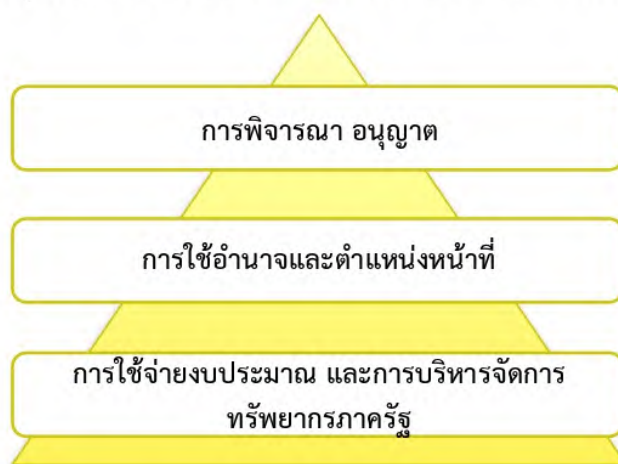 การพิจารณา อนุญาต
การใช้อำนาจและตำแหน่งหน้าที่
การใช้จ่ายงบประมาณ และการบริหารจัดการ
ทรัพยากรภาครัฐ